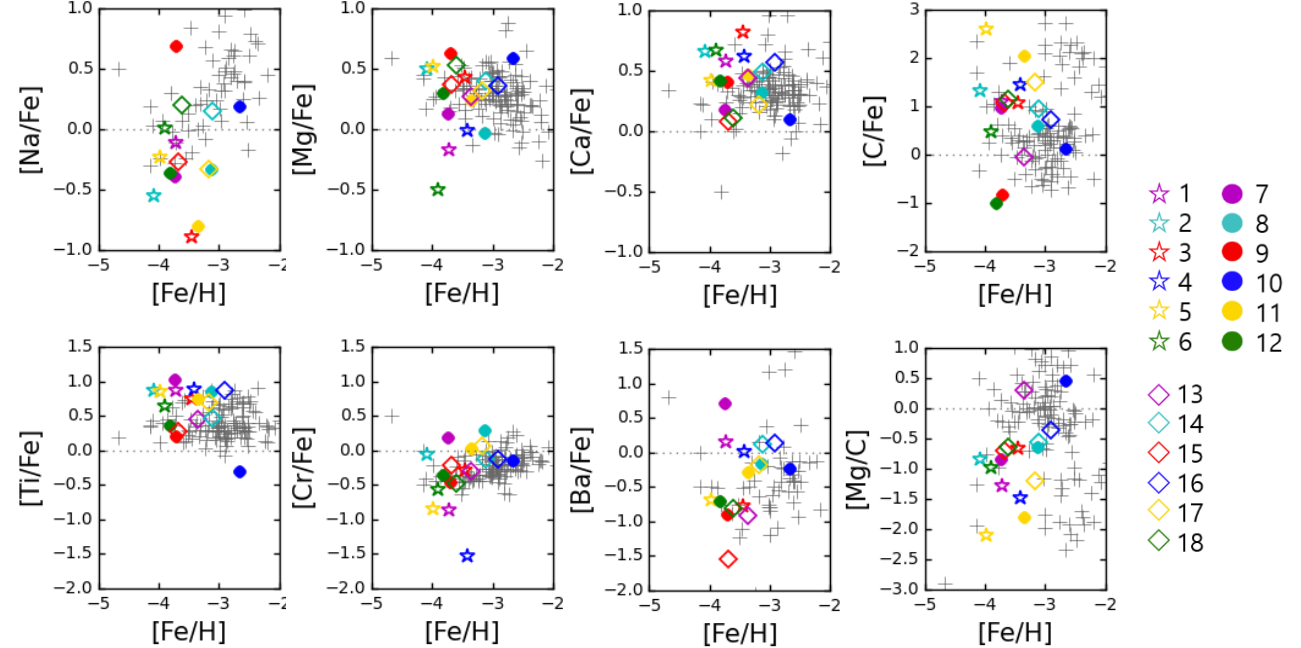 1.0 1.0 1.0 3
0.5 0.5 0.5 2
[Na/Fe] 0.0 [Mg/Fe] 0.0 [Ca/Fe] 0.0 [C/Fe] 1
0
−0.5 −0.5 −0.5 −1
−1.0 −1.0 −1.0 −2
−5 −4 −3 −2 −5 −4 −3 −2 −5 −4 −3 −2 −5 −4 −3 −2
[Fe/H] [Fe/H] [Fe/H] [Fe/H]
1 7
2 8
3 9
4 10
5 11
6 12
13
14
15
16
17
18
1.5 1.5 1.5 1.0
1.0 1.0 1.0 0.5
0.5 0.5 0.5 0.0
[Ti/Fe] 0.0 [Cr/Fe] 0.0 [Ba/Fe] 0.0 [Mg/C] −0.5
−0.5 −0.5 −0.5 −1.0
−1.0 −1.0 −1.0 −1.5
−2.0
−1.5 −1.5 −1.5 −2.5
−2.0 −2.0 −2.0 −3.0
−5 −4 −3 −2 −5 −4 −3 −2 −5 −4 −3 −2 −5 −4 −3 −2
[Fe/H] [Fe/H] [Fe/H] [Fe/H]